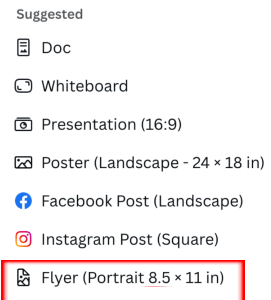 Suggested
Doc
Whiteboard
Presentation (16:9)
Poster (Landscape - 24 × 18 in)
Facebook Post (Landscape)
Instagram Post (Square)
Flyer (Portrait 8.5 × 11 in)